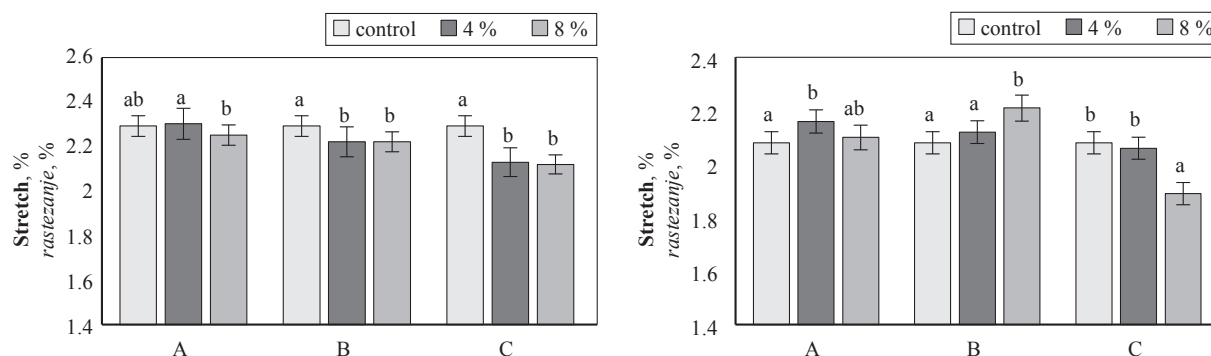 control 4 % 8 %
2.6
2.4
2.2
2
1.8
1.6
1.4
Stretch, %
rastezanje, %
ab a b
a b b
a b b
A B C
control 4 % 8 %
2.4
2.2
2
1.8
1.6
1.4
Stretch, %
rastezanje, %
a b ab
a a b
b b a
A B C